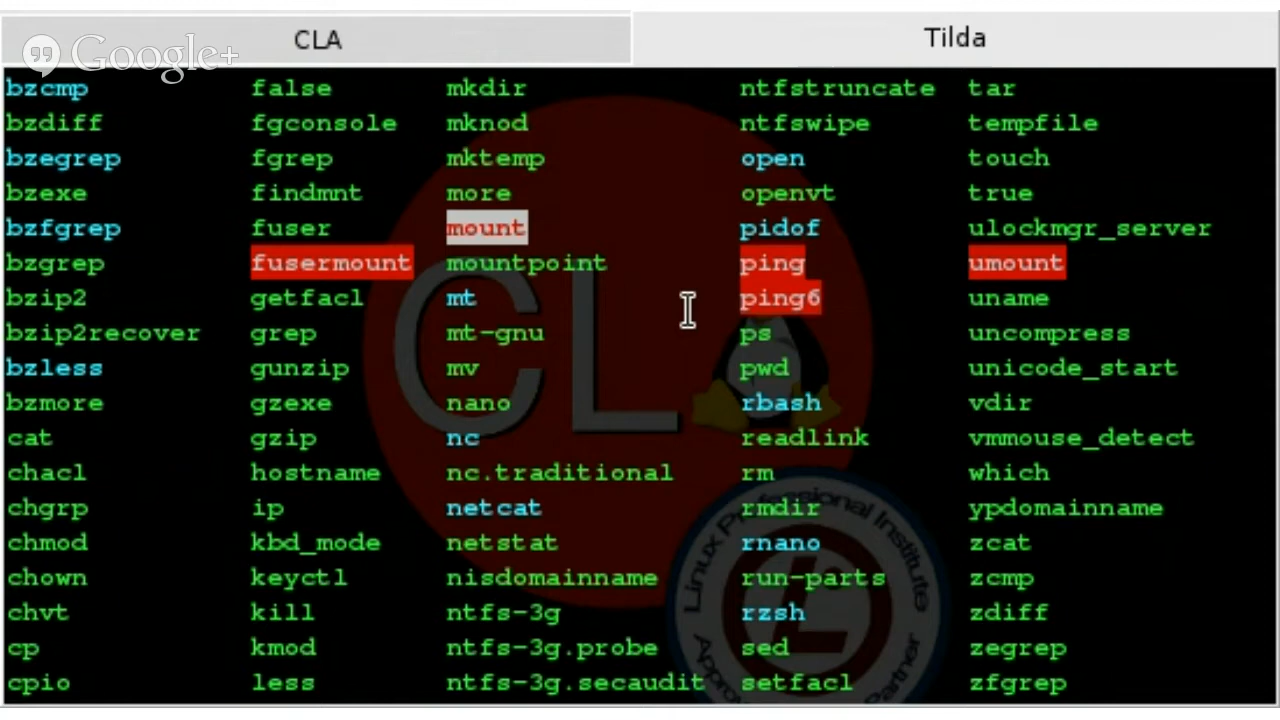 CLA Tilda
Google+
bzcmp false mkdir ntfstruncate tar
bzdiff fgconsole mknod ntfswipe tempfile
bzegrep fgrep mktemp open touch
bzexe findmnt more openvt true
bzfgrep fuser mount pidof ulockmgr_server
bzgrep fusermount mountpoint ping umount
bzip2 getfacl mt ping6 uname
bzip2recover grep mt-gnu ps uncompress
bzless gunzip mv pwd unicode_start
bzmore gzexe nano rbash vdir
cat gzip nc readlink vmmouse_detect
chacl hostname nc.traditional rm which
chgrp ip netcat rmdir ypdomainname
chmod kbd_mode netstat rnano zcat
chown keyctl nisdomainname run-parts zcmp
chvt kill ntfs-3g rzsh zdiff
cp kmod ntfs-3g.probe sed zegrep
cpio less ntfs-3g.secaudit setfacl zfgrep
CL
Linux Professional Institute